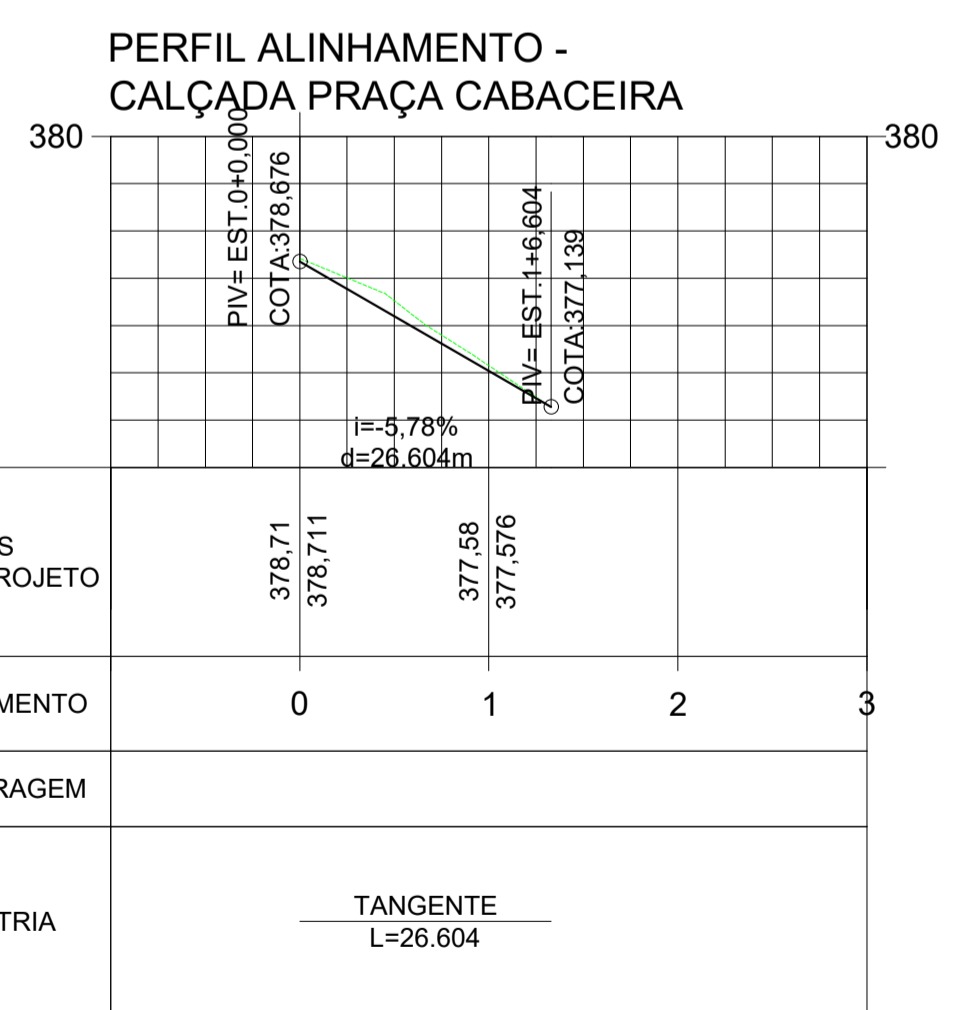 PERFIL ALINHAMENTO -
CALÇADA PRAÇA CABACEIRA
380
380
PIV= EST.0+0,000
COTA:378,676
PIV= EST.1+6,604
COTA:377,139
i=-5,78%
d=26.604m
S
ROJETO
378,71
378,711
377,58
377,576
MENTO
0
1
2
3
RAGEM
TRIA
TANGENTE
L=26.604